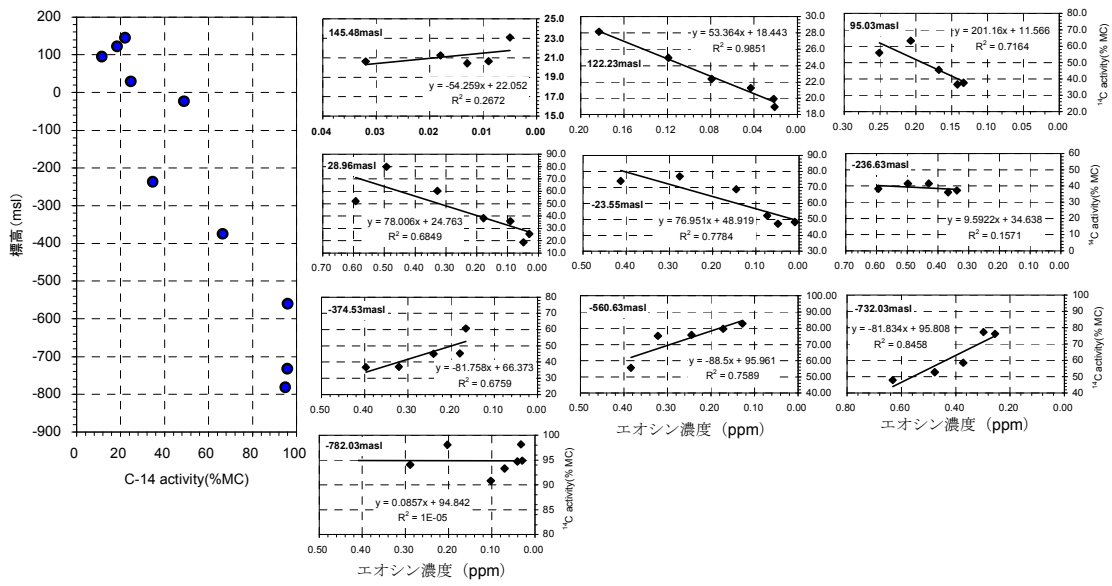 200
100
0
-100
-200
-300
-400
-500
-600
-700
-800
-900
標高(msl)
0 20 40 60 80 100
C-14 activity(%MC)
145.48masl
25.0
23.0
21.0
19.0
17.0
15.0
y = -54.259x + 22.052
R² = 0.2672
0.04 0.03 0.02 0.01 0.00
122.23masl
30.0
28.0
26.0
24.0
22.0
20.0
18.0
y = 53.364x + 18.443
R² = 0.9851
0.20 0.16 0.12 0.08 0.04 0.00
95.03masl
80.0
70.0
60.0
50.0
40.0
30.0
20.0
y = 201.16x + 11.566
R² = 0.7164
0.30 0.25 0.20 0.15 0.10 0.05 0.00
¹⁴C activity(% MC)
28.96masl
90.0
80.0
70.0
60.0
50.0
40.0
30.0
20.0
10.0
y = 78.006x + 24.763
R² = 0.6849
0.70 0.60 0.50 0.40 0.30 0.20 0.10 0.00
-23.55masl
90.0
80.0
70.0
60.0
50.0
40.0
30.0
y = 76.951x + 48.919
R² = 0.7784
0.50 0.40 0.30 0.20 0.10 0.00
-236.63masl
60
50
40
30
20
10
0
y = 9.5922x + 34.638
R² = 0.1571
0.70 0.60 0.50 0.40 0.30 0.20 0.10 0.00
¹⁴C activity(% MC)
-374.53masl
80
70
60
50
40
30
20
y = -81.758x + 66.373
R² = 0.6759
0.50 0.40 0.30 0.20 0.10 0.00
-560.63masl
100.00
90.00
80.00
70.00
60.00
50.00
40.00
y = -88.5x + 95.961
R² = 0.7589
0.50 0.40 0.30 0.20 0.10 0.00
エオシン濃度(ppm)
-732.03masl
100
90
80
70
60
50
40
y = -81.834x + 95.808
R² = 0.8458
0.80 0.60 0.40 0.20 0.00
¹⁴C activity(% MC)
エオシン濃度(ppm)
-782.03masl
100
95
90
85
80
y = 0.0857x + 94.842
R² = 1E-05
0.50 0.40 0.30 0.20 0.10 0.00
¹⁴C activity(% MC)
エオシン濃度(ppm)